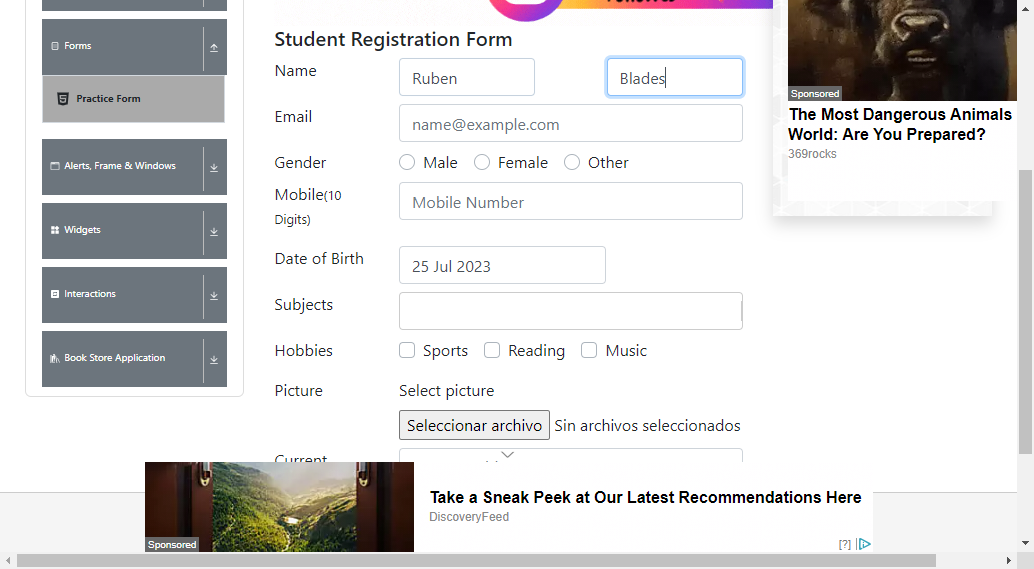 Forms
Practice Form
Alerts, Frame & Windows
Widgets
Interactions
Book Store Application
Student Registration Form
Name
Ruben
Blades
Email
name@example.com
Gender
Male
Female
Other
Mobile(10
Digits)
Mobile Number
Date of Birth
25 Jul 2023
Subjects
Hobbies
Sports
Reading
Music
Picture
Select picture
Seleccionar archivo
Sin archivos seleccionados
Current
Sponsored
The Most Dangerous Animals
World: Are You Prepared?
369rocks
Sponsored
Take a Sneak Peek at Our Latest Recommendations Here
DiscoveryFeed
[?]